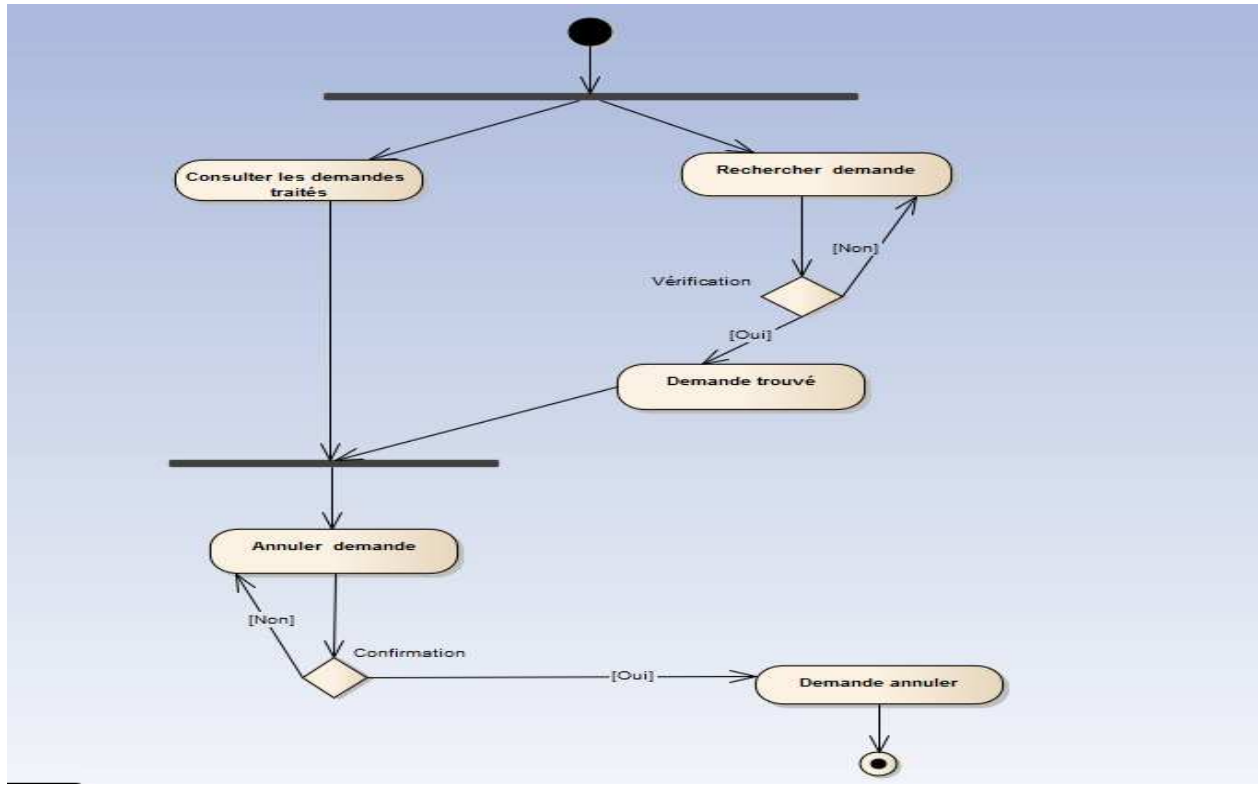 Consulter les demandes
traités
Rechercher demande
[Non]
Vérification
[Oui]
Demande trouvé
Annuler demande
[Non]
Confirmation
[Oui]
Demande annuler